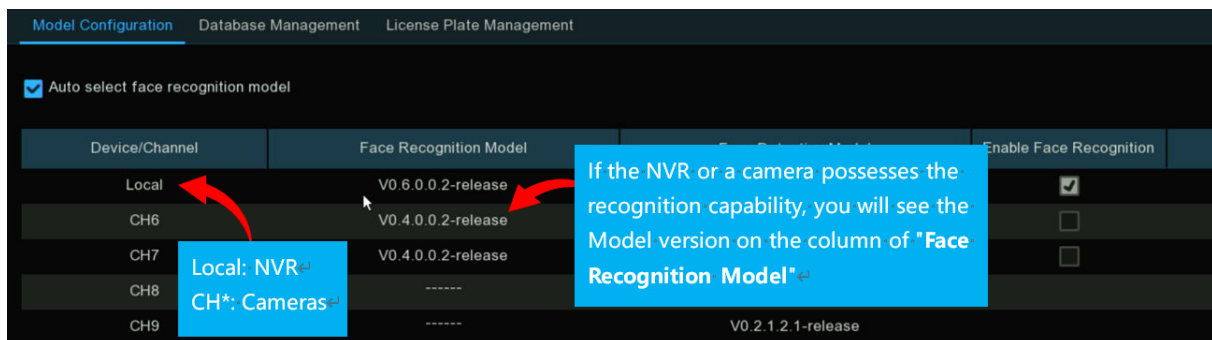 Model Configuration Database Management License Plate Management
Auto select face recognition model
Device/Channel Face Recognition Model Enable Face Recognition
Local V0.6.0.0.2-release
CH6 V0.4.0.0.2-release
CH7 V0.4.0.0.2-release
CH8 ------
CH9 ------ V0.2.1.2.1-release
Local: NVR
CH*: Cameras
If the NVR or a camera possesses the
recognition capability, you will see the
Model version on the column of "Face
Recognition Model"